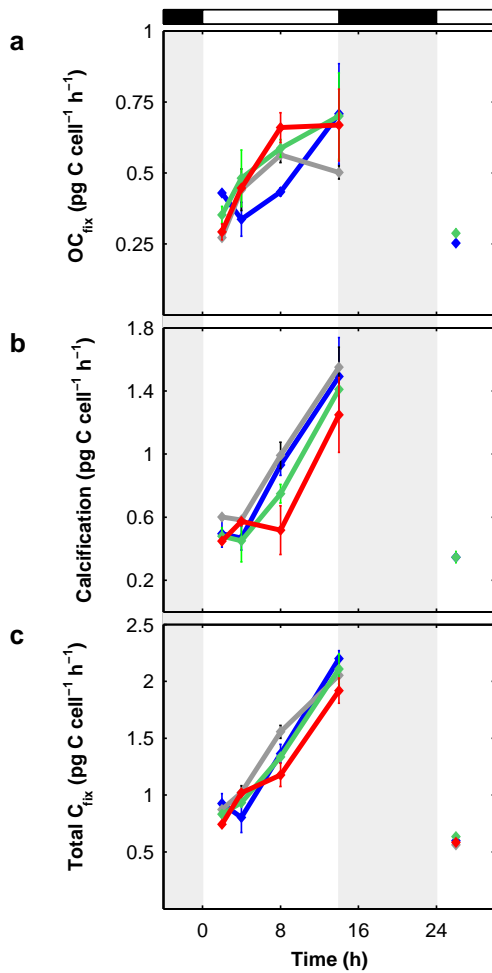 a
1
0.75
0.5
0.25
OC_fix (pg C cell⁻¹ h⁻¹)
b
1.8
1.4
1
0.6
0.2
Calcification (pg C cell⁻¹ h⁻¹)
c
2.5
2
1.5
1
0.5
Total C_fix (pg C cell⁻¹ h⁻¹)
0 8 16 24
Time (h)